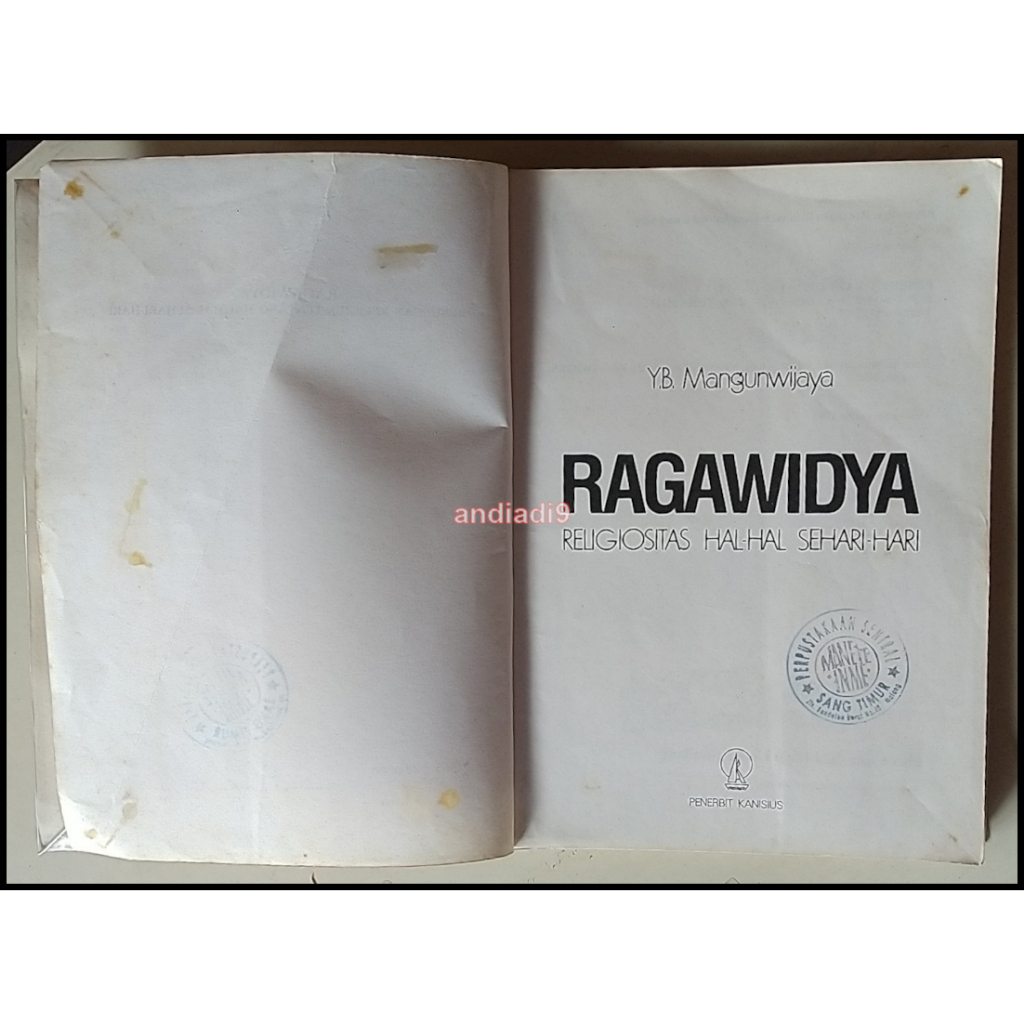 Y.B. Mangunwijaya
RAGAWIDYA
RELIGIOSITAS HAL-HAL SEHARI-HARI
andiadi9
PERPUSTAKAAN SENTRAL
SANG TIMUR
PENERBIT KANISIUS